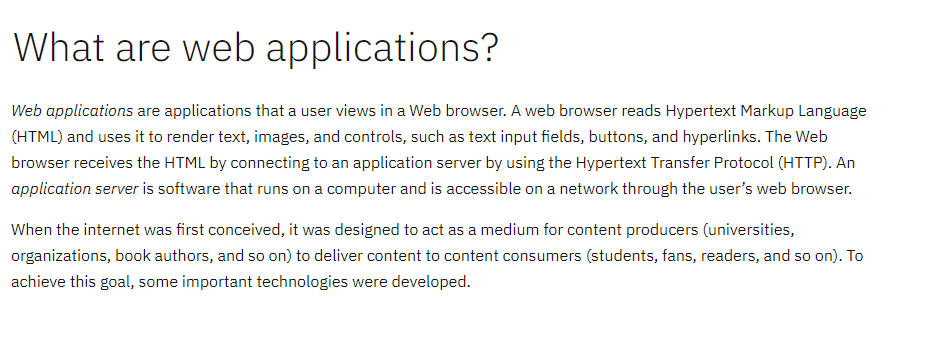 What are web applications?
Web applications are applications that a user views in a Web browser. A web browser reads Hypertext Markup Language
(HTML) and uses it to render text, images, and controls, such as text input fields, buttons, and hyperlinks. The Web
browser receives the HTML by connecting to an application server by using the Hypertext Transfer Protocol (HTTP). An
application server is software that runs on a computer and is accessible on a network through the user’s web browser.
When the internet was first conceived, it was designed to act as a medium for content producers (universities,
organizations, book authors, and so on) to deliver content to content consumers (students, fans, readers, and so on). To
achieve this goal, some important technologies were developed.